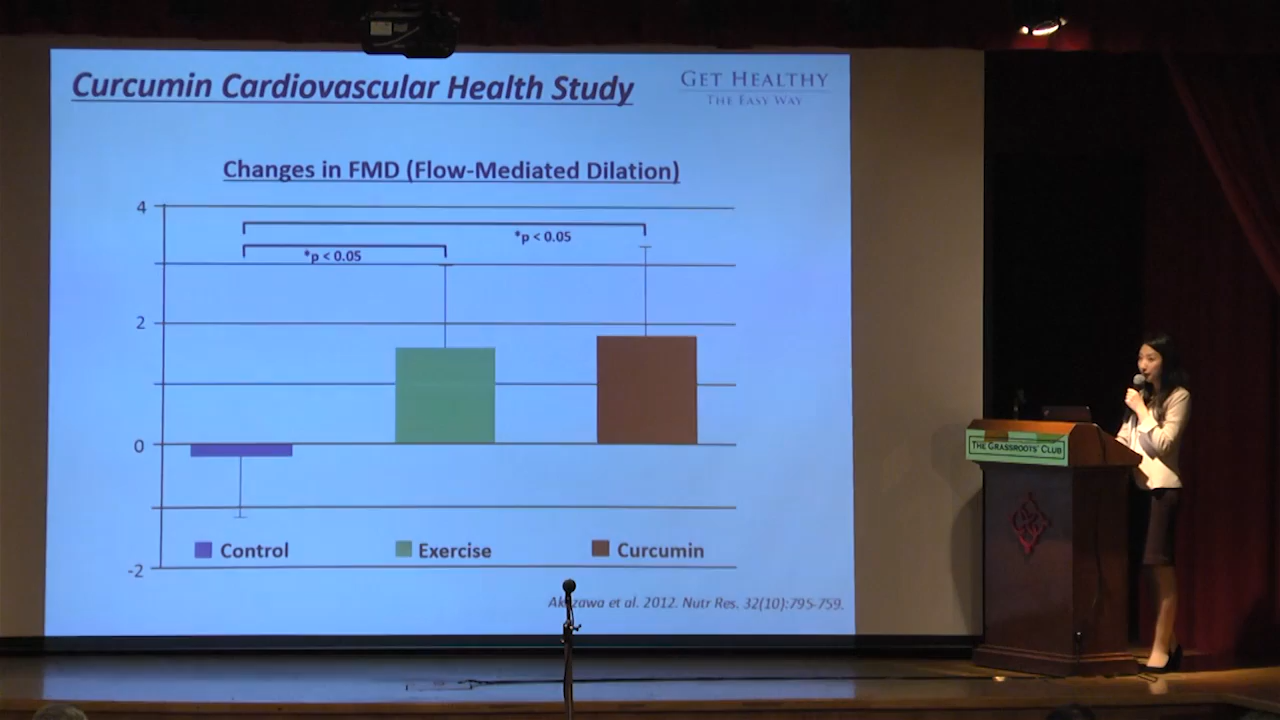 Curcumin Cardiovascular Health Study
GET HEALTHY
THE EASY WAY
Changes in FMD (Flow-Mediated Dilation)
4
*p < 0.05
*p < 0.05
2
0
Control
Exercise
Curcumin
-2
et al. 2012. Nutr Res. 32(10):795-759.
THE GRASSROOTS' CLUB